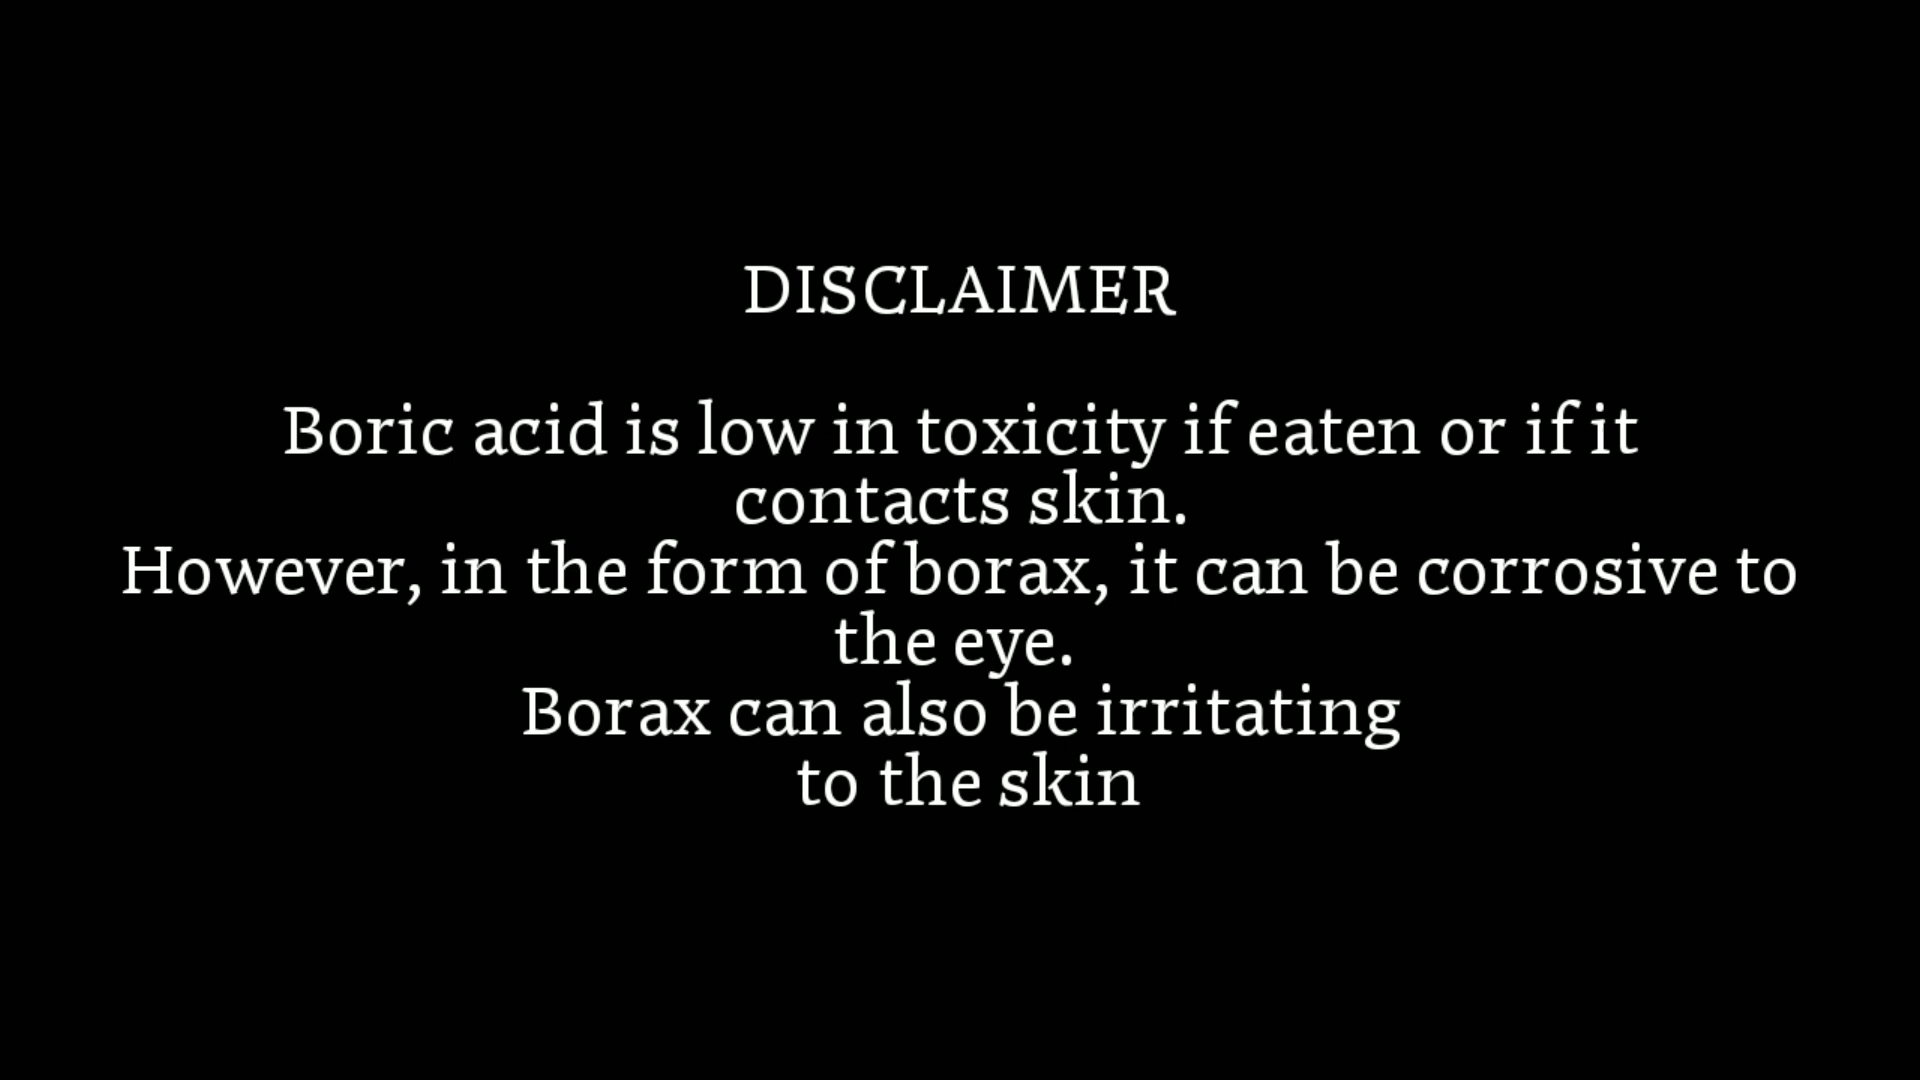 DISCLAIMER
Boric acid is low in toxicity if eaten or if it
contacts skin.
However, in the form of borax, it can be corrosive to
the eye.
Borax can also be irritating
to the skin